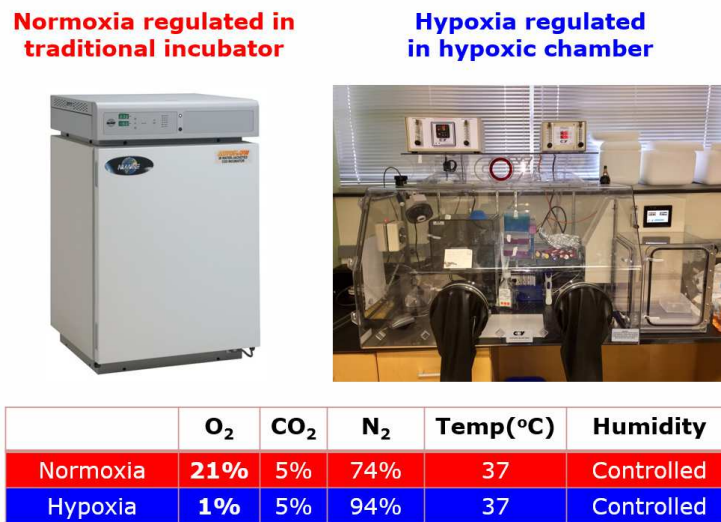 Normoxia regulated in
traditional incubator
Hypoxia regulated
in hypoxic chamber
O₂ CO₂ N₂ Temp(ºC) Humidity
Normoxia 21% 5% 74% 37 Controlled
Hypoxia 1% 5% 94% 37 Controlled